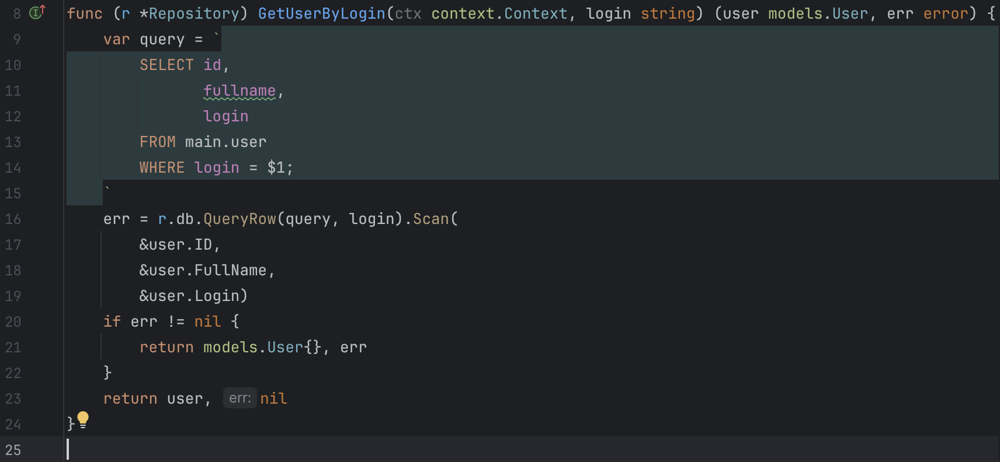 8 func (r *Repository) GetUserByLogin(ctx context.Context, login string) (user models.User, err error) {
9     var query = `
10         SELECT id,
11                fullname,
12                login
13         FROM main.user
14         WHERE login = $1;
15     `
16     err = r.db.QueryRow(query, login).Scan(
17         &user.ID,
18         &user.FullName,
19         &user.Login)
20     if err != nil {
21         return models.User{}, err
22     }
23     return user, err: nil
24 }
25